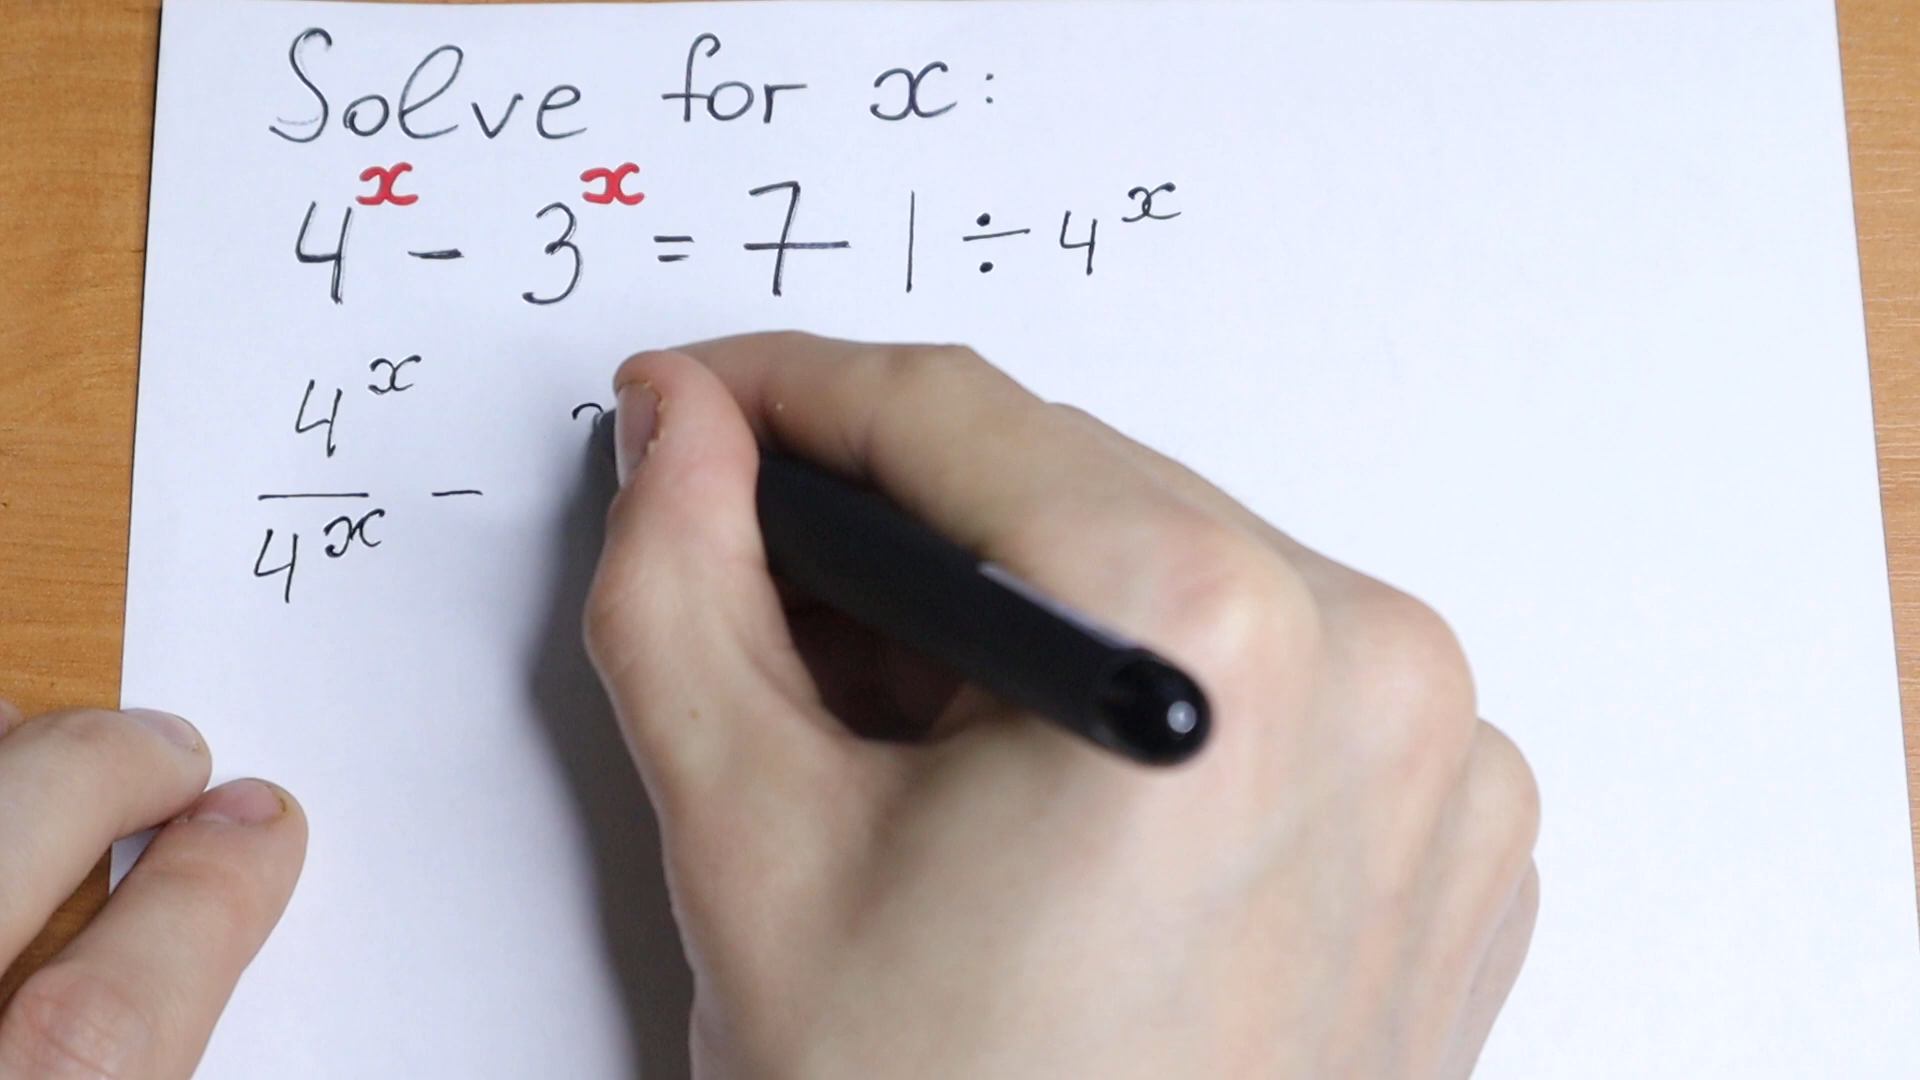 Solve for x:
4^x - 3^x = 7 | ÷ 4^x
4^x / 4^x -